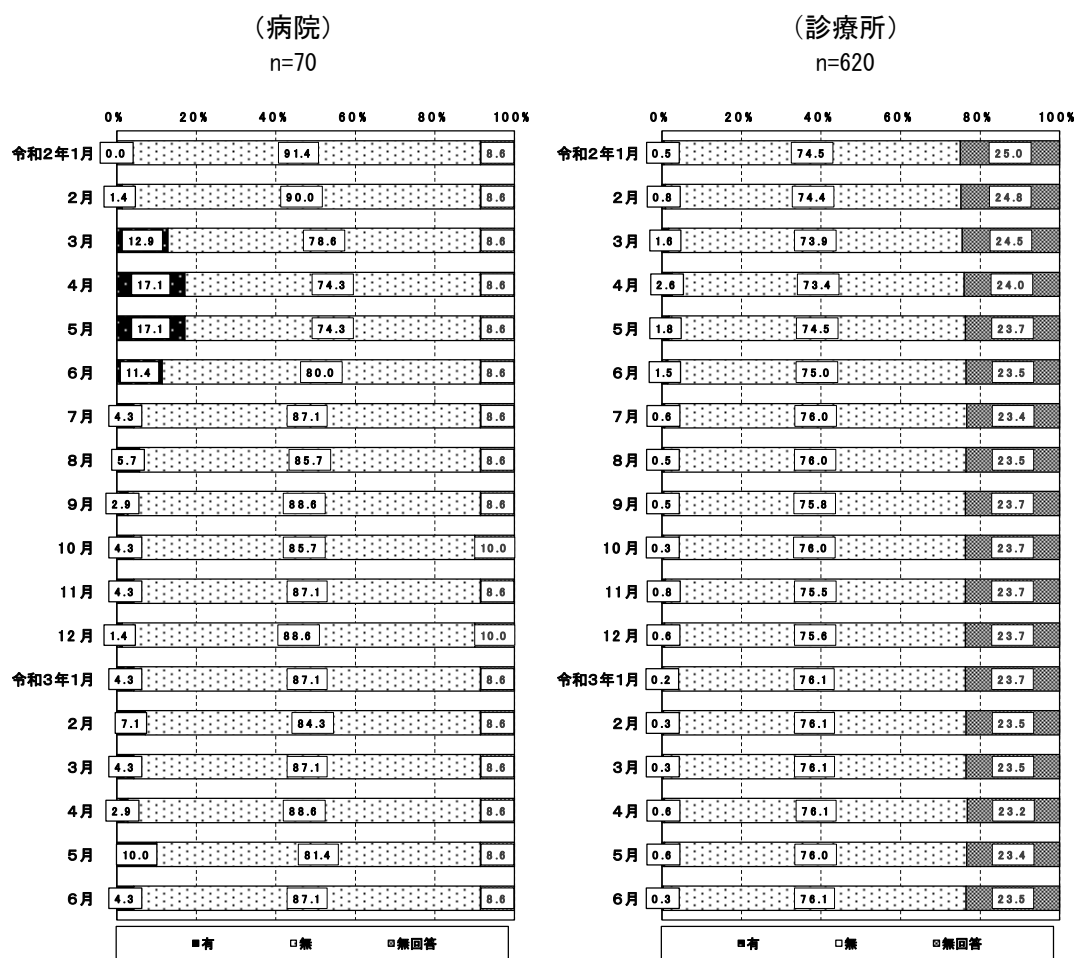 (病院)
n=70
0% 20% 40% 60% 80% 100%
令和2年1月 0.0 91.4 8.6
2月 1.4 90.0 8.6
3月 12.9 78.6 8.6
4月 17.1 74.3 8.6
5月 17.1 74.3 8.6
6月 11.4 80.0 8.6
7月 4.3 87.1 8.6
8月 5.7 85.7 8.6
9月 2.9 88.6 8.6
10月 4.3 85.7 10.0
11月 4.3 87.1 8.6
12月 1.4 88.6 10.0
令和3年1月 4.3 87.1 8.6
2月 7.1 84.3 8.6
3月 4.3 87.1 8.6
4月 2.9 88.6 8.6
5月 10.0 81.4 8.6
6月 4.3 87.1 8.6
有 無 無回答
(診療所)
n=620
0% 20% 40% 60% 80% 100%
令和2年1月 0.5 74.5 25.0
2月 0.8 74.4 24.8
3月 1.6 73.9 24.5
4月 2.6 73.4 24.0
5月 1.8 74.5 23.7
6月 1.5 75.0 23.5
7月 0.6 76.0 23.4
8月 0.5 76.0 23.5
9月 0.5 75.8 23.7
10月 0.3 76.0 23.7
11月 0.8 75.5 23.7
12月 0.6 75.6 23.7
令和3年1月 0.2 76.1 23.7
2月 0.3 76.1 23.5
3月 0.3 76.1 23.5
4月 0.6 76.1 23.2
5月 0.6 76.0 23.4
6月 0.3 76.1 23.5
有 無 無回答